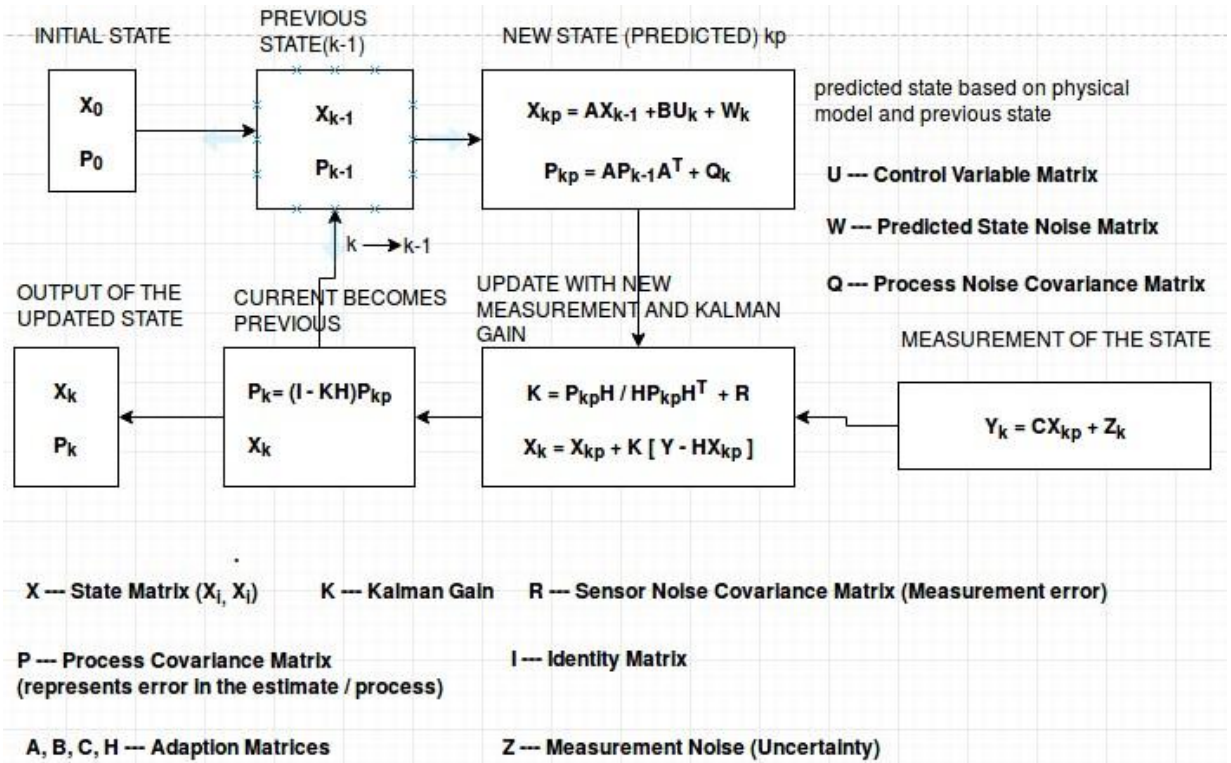 INITIAL STATE
PREVIOUS
STATE(k-1)
NEW STATE (PREDICTED) kp
X₀
P₀
Xₖ₋₁
Pₖ₋₁
Xₖₚ = AXₖ₋₁ +BUₖ + Wₖ
Pₖₚ = APₖ₋₁Aᵀ + Qₖ
predicted state based on physical
model and previous state
U --- Control Variable Matrix
W --- Predicted State Noise Matrix
Q --- Process Noise Covariance Matrix
k → k-1
OUTPUT OF THE
UPDATED STATE
CURRENT BECOMES
PREVIOUS
UPDATE WITH NEW
MEASUREMENT AND KALMAN
GAIN
MEASUREMENT OF THE STATE
Xₖ
Pₖ
Pₖ= (I - KH)Pₖₚ
Xₖ
K = PₖₚH / HPₖₚHᵀ + R
Xₖ = Xₖₚ + K [ Y - HXₖₚ ]
Yₖ = CXₖₚ + Zₖ
X --- State Matrix (Xᵢ, Ẋᵢ)
K --- Kalman Gain
R --- Sensor Noise Covariance Matrix (Measurement error)
P --- Process Covariance Matrix
(represents error in the estimate / process)
I --- Identity Matrix
A, B, C, H --- Adaption Matrices
Z --- Measurement Noise (Uncertainty)